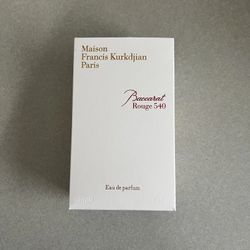 Maison
Francis Kurkdjian
Paris
Baccarat
Rouge 540
Eau de parfum